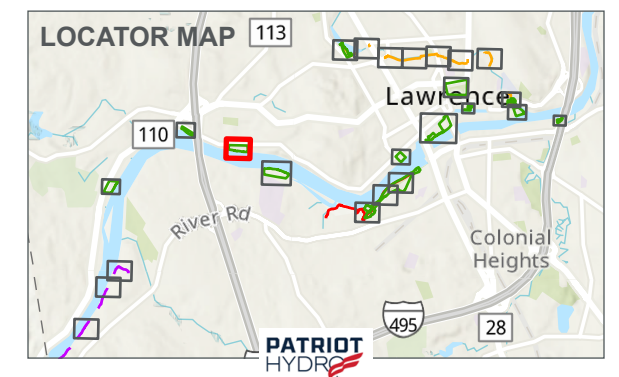 LOCATOR MAP
113
Lawrence
110
River Rd
Colonial
Heights
495
28
PATRIOT
HYDRO